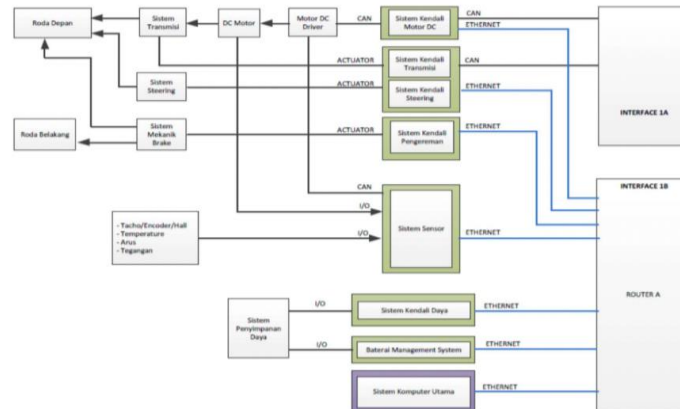 Roda Depan
Sistem
Transmisi
DC Motor
Motor DC
Driver
CAN
Sistem Kendali
Motor DC
CAN
ETHERNET
ACTUATOR
Sistem Kendali
Transmisi
CAN
Sistem
Steering
ACTUATOR
Sistem Kendali
Steering
ETHERNET
INTERFACE 1A
Roda Belakang
Sistem
Mekanik
Brake
ACTUATOR
Sistem Kendali
Pengereman
ETHERNET
INTERFACE 1B
CAN
I/O
I/O
Sistem Sensor
ETHERNET
- Tacho/Encoder/Hall
- Temperature
- Arus
- Tegangan
ROUTER A
Sistem
Penyimpanan
Daya
I/O
Sistem Kendali Daya
ETHERNET
I/O
Baterai Management System
ETHERNET
Sistem Komputer Utama
ETHERNET